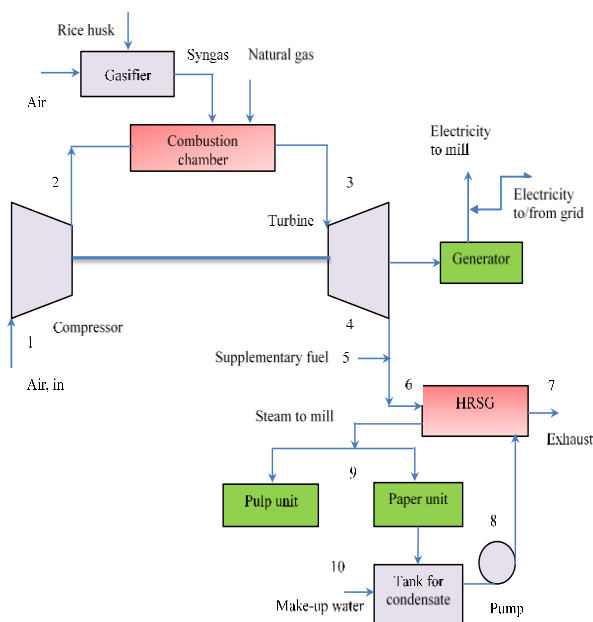 Rice husk
Syngas
Natural gas
Gasifier
Air
Combustion
chamber
Electricity
to mill
2
3
Electricity
to/from grid
Turbine
Generator
Compressor
4
1
Supplementary fuel
5
Air, in
6
7
HRSG
Steam to mill
Exhaust
9
Pulp unit
Paper unit
8
10
Tank for
condensate
Make-up water
Pump